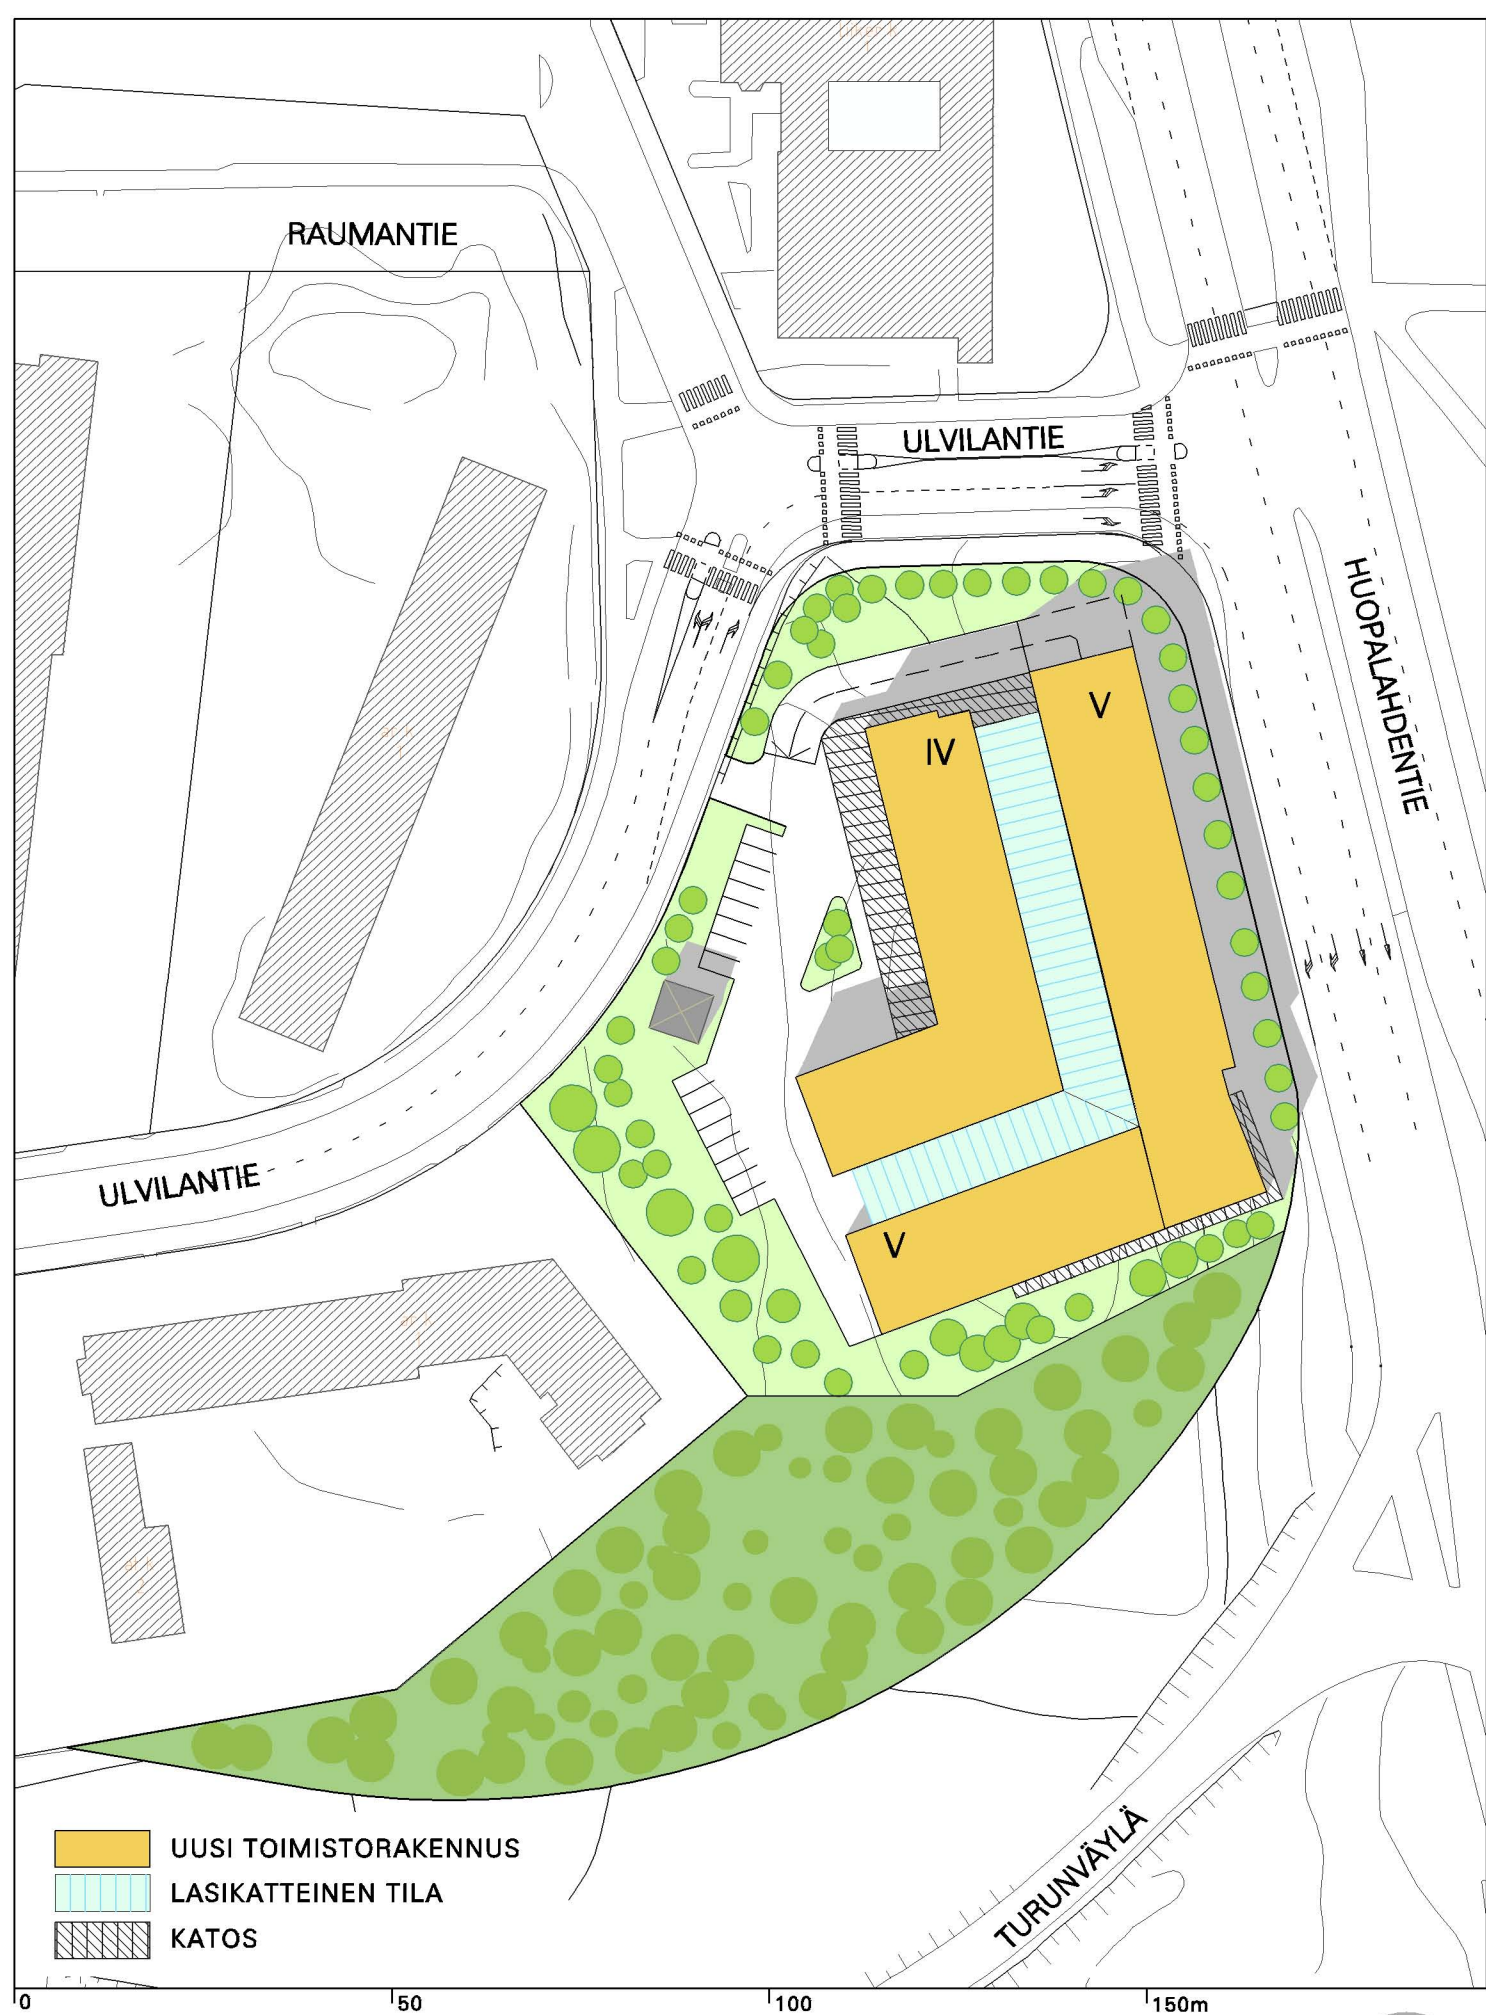 RAUMANTIE
ULVILANTIE
HUOPALAHDENTIE
V
IV
ULVILANTIE
V
UUSI TOIMISTORAKENNUS
LASIKATTEINEN TILA
KATOS
TURUNVÄYLÄ
0 50 100 150m